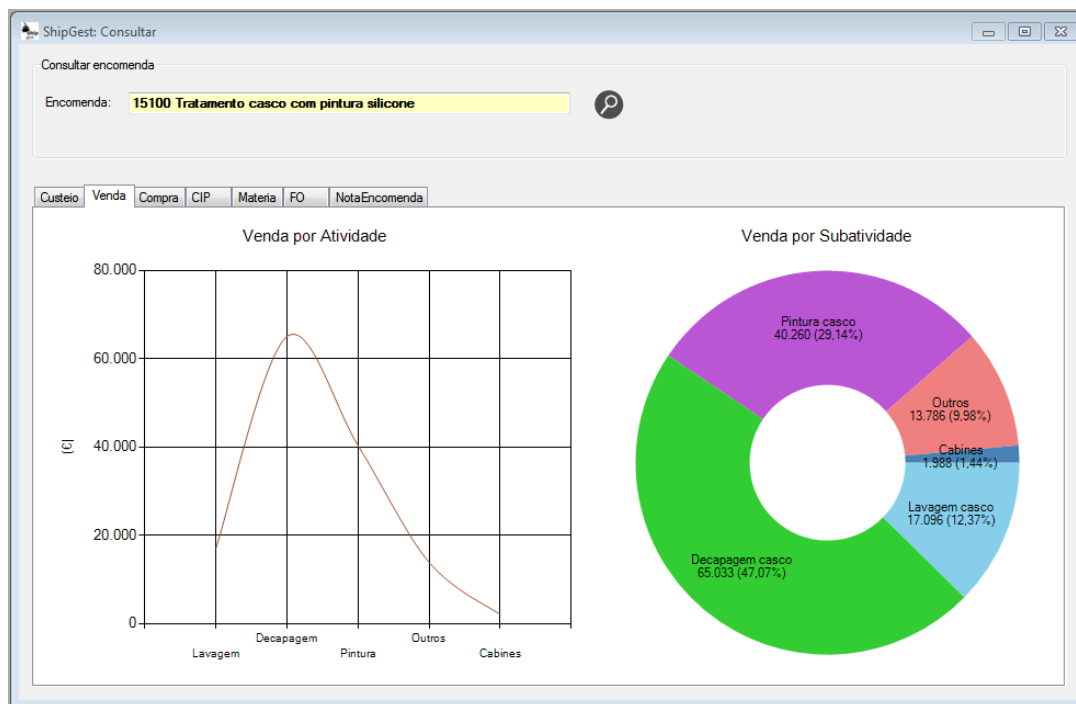 ShipGest: Consultar
Consultar encomenda
Encomenda: 15100 Tratamento casco com pintura silicone
Custeio Venda Compra CIP Materia FO NotaEncomenda
Venda por Atividade
80.000
60.000
40.000
20.000
0
(€)
Lavagem
Decapagem
Pintura
Outros
Cabines
Venda por Subatividade
Pintura casco
40.260 (29,14%)
Outros
13.786 (9,98%)
Cabines
1.988 (1,44%)
Lavagem casco
17.096 (12,37%)
Decapagem casco
65.033 (47,07%)